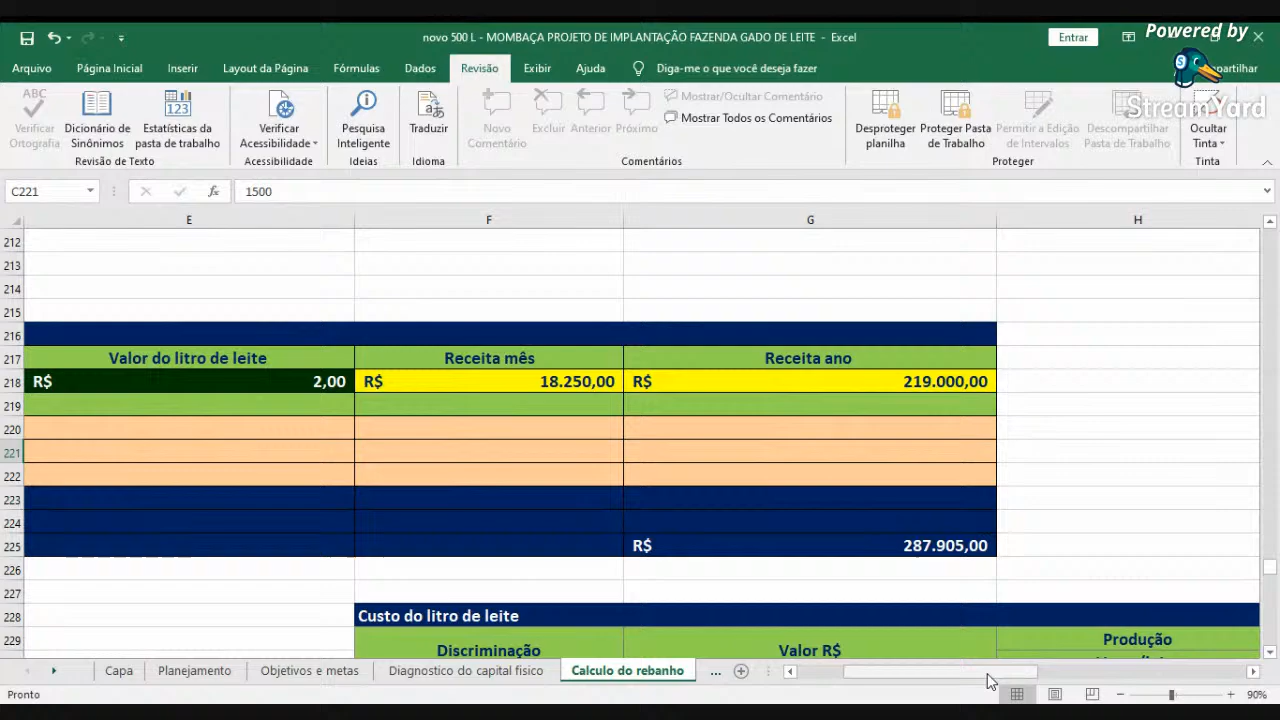 novo 500 L - MOMBAÇA PROJETO DE IMPLANTAÇÃO FAZENDA GADO DE LEITE - Excel
Entrar
Powered by
StreamYard
Arquivo Página Inicial Inserir Layout da Página Fórmulas Dados Revisão Exibir Ajuda Diga-me o que você deseja fazer
ABC
Verificar Ortografia
Dicionário de Sinônimos
123
Estatísticas da pasta de trabalho
Revisão de Texto
Verificar Acessibilidade
Acessibilidade
Pesquisa Inteligente
Ideias
Traduzir
Idioma
Novo Comentário
Excluir
Anterior
Próximo
Mostrar/Ocultar Comentário
Mostrar Todos os Comentários
Comentários
Desproteger planilha
Proteger Pasta de Trabalho
Permitir a Edição de Intervalos
Descompartilhar Pasta de Trabalho
Proteger
Ocultar Tinta
Tinta
C221 fx 1500
E F G H
212
213
214
215
216
217 Valor do litro de leite Receita mês Receita ano
218 R$ 2,00 R$ 18.250,00 R$ 219.000,00
219
220
221
222
223
224
225 R$ 287.905,00
226
227
228 Custo do litro de leite
229 Discriminação Valor R$ Produção
Capa Planejamento Objetivos e metas Diagnostico do capital fisico Calculo do rebanho ...
Pronto 90%